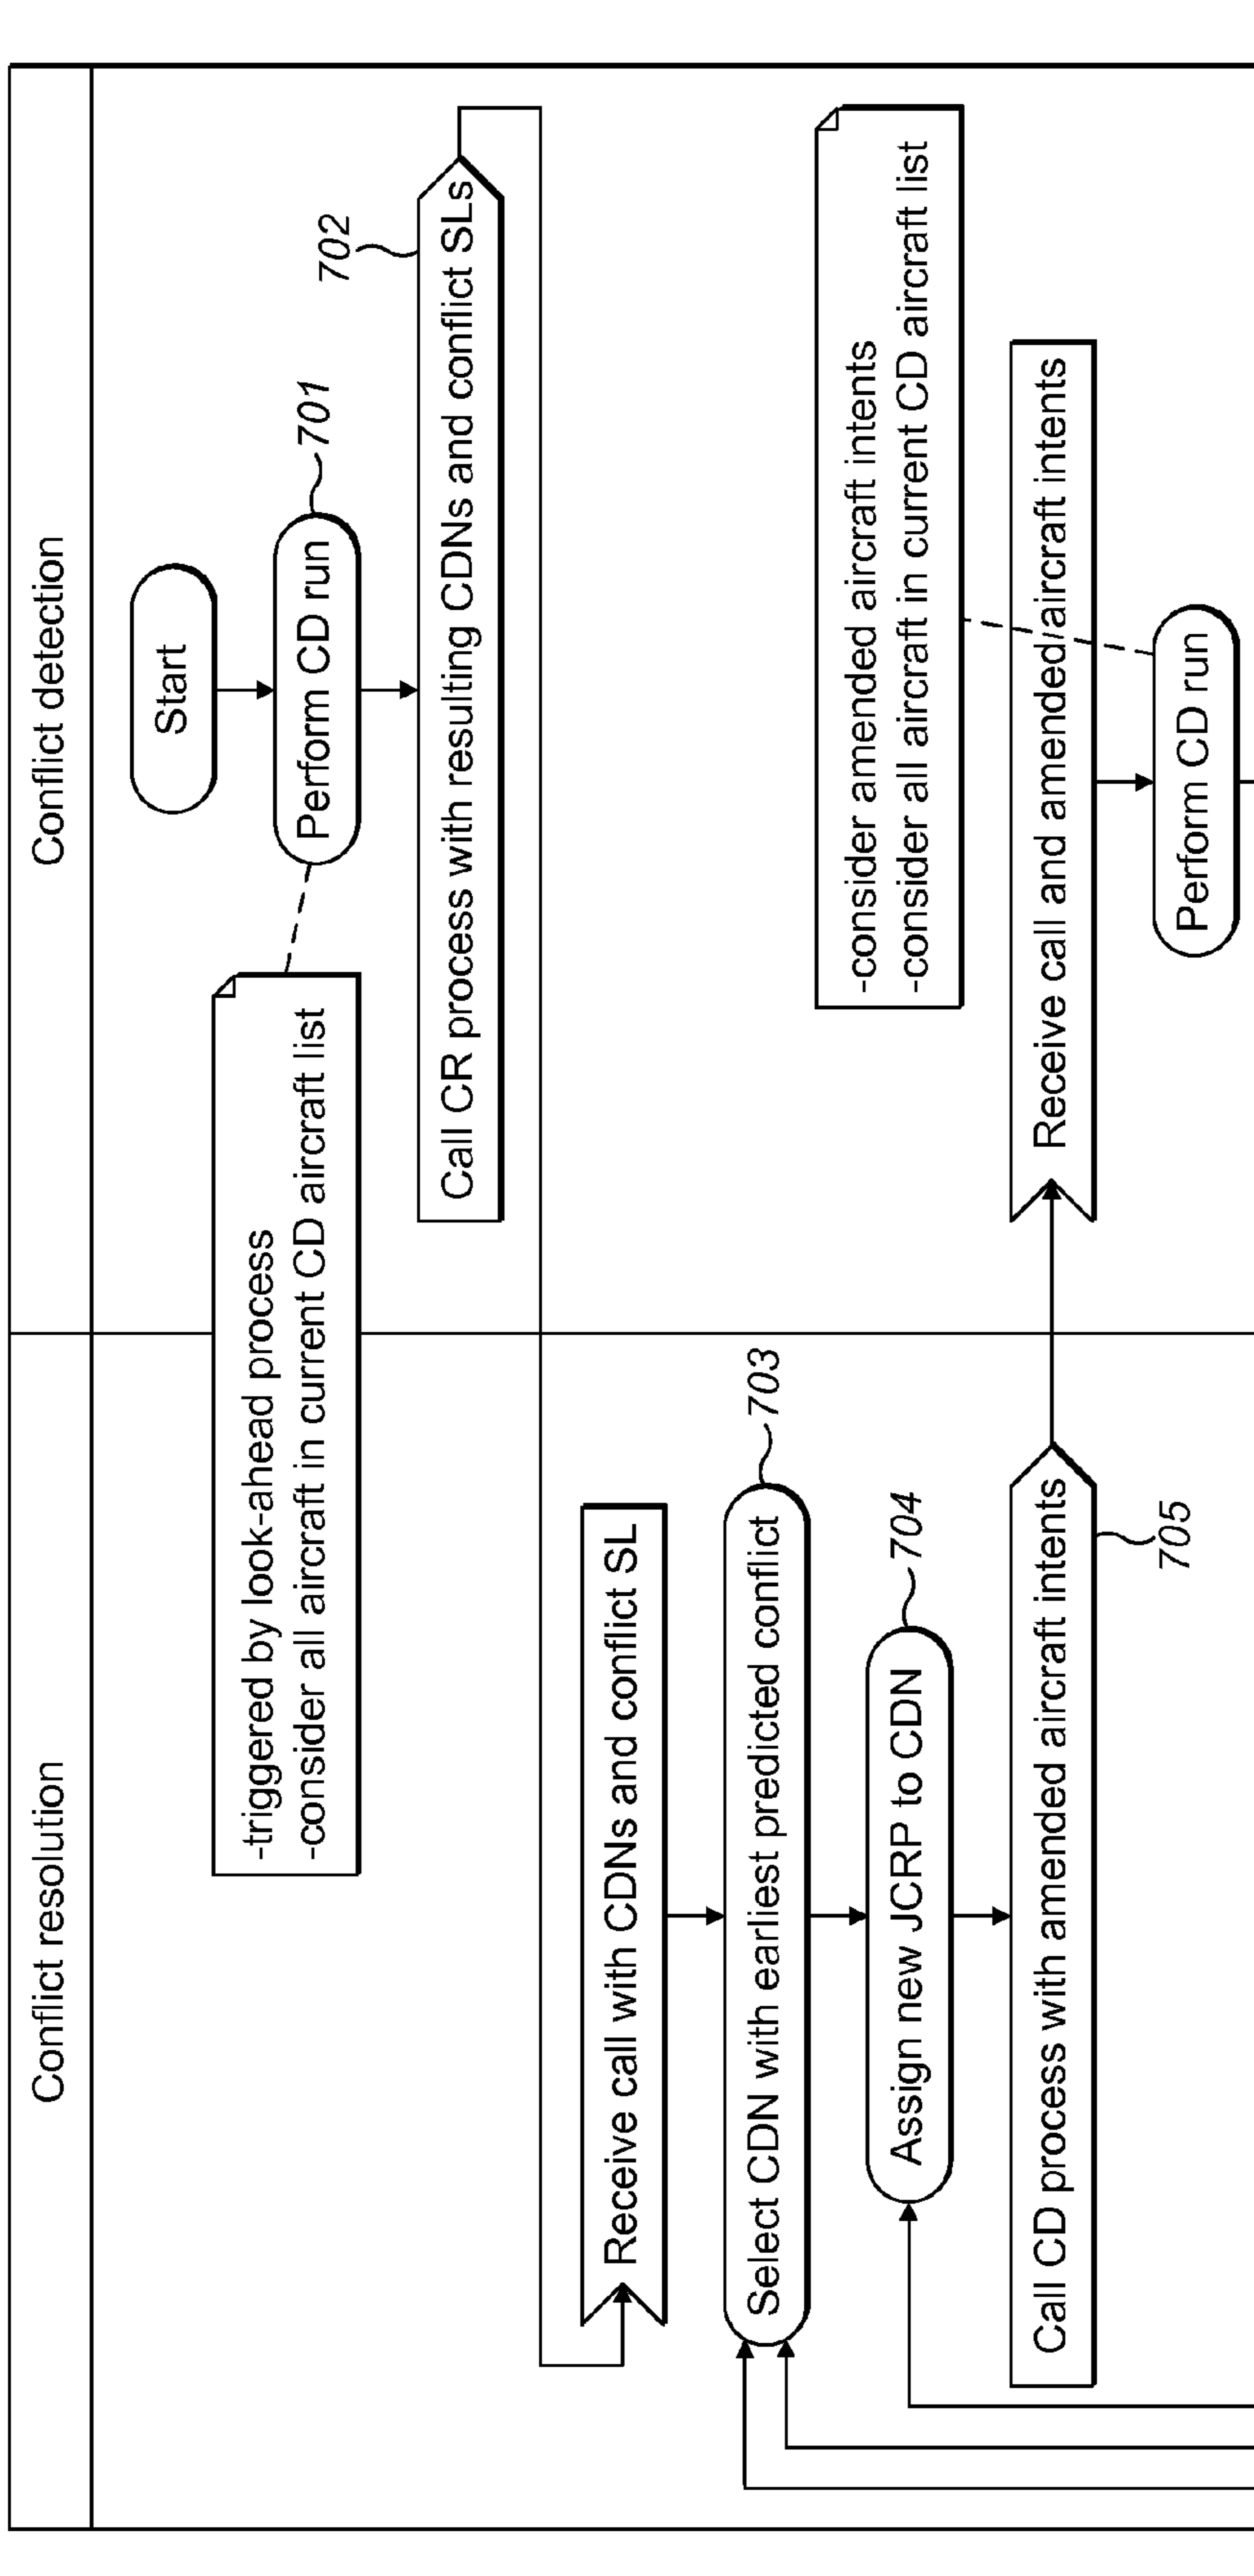 Conflict resolution
Conflict detection
Start
Perform CD run
701
-triggered by look-ahead process
-consider all aircraft in current CD aircraft list
702
Call CR process with resulting CDNs and conflict SLs
Receive call with CDNs and conflict SL
Select CDN with earliest predicted conflict
703
Assign new JCRP to CDN
704
Call CD process with amended aircraft intents
705
-consider amended aircraft intents
-consider all aircraft in current CD aircraft list
Receive call and amended aircraft intents
Perform CD run